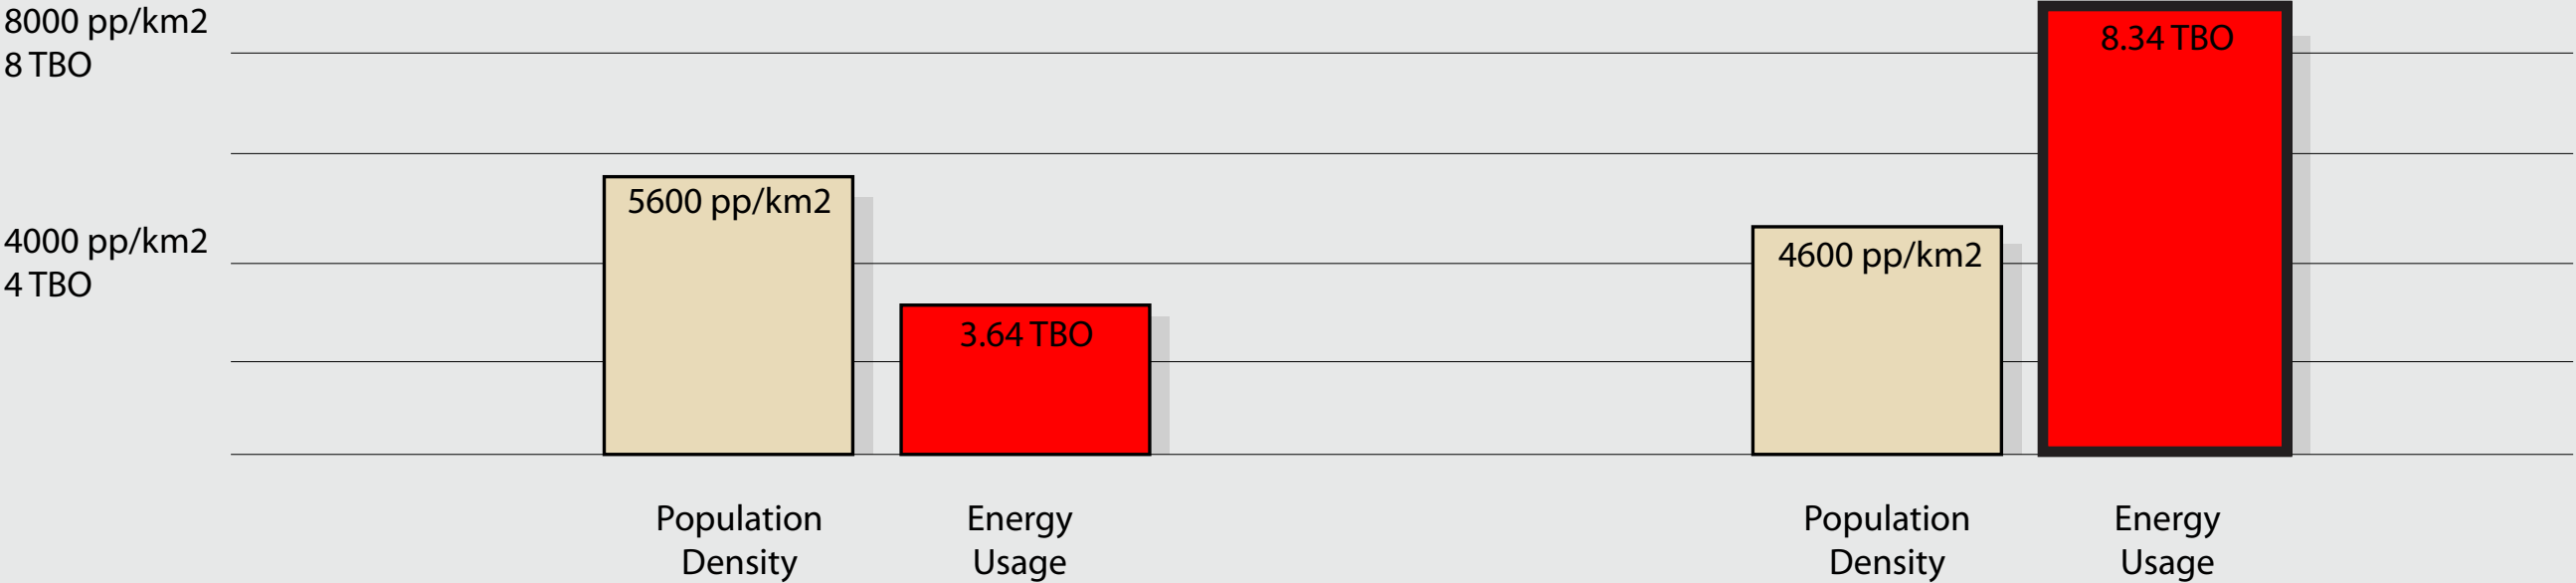 8000 pp/km2
8 TBO
8.34 TBO
5600 pp/km2
4000 pp/km2
4 TBO
4600 pp/km2
3.64 TBO
Population
Density
Energy
Usage
Population
Density
Energy
Usage